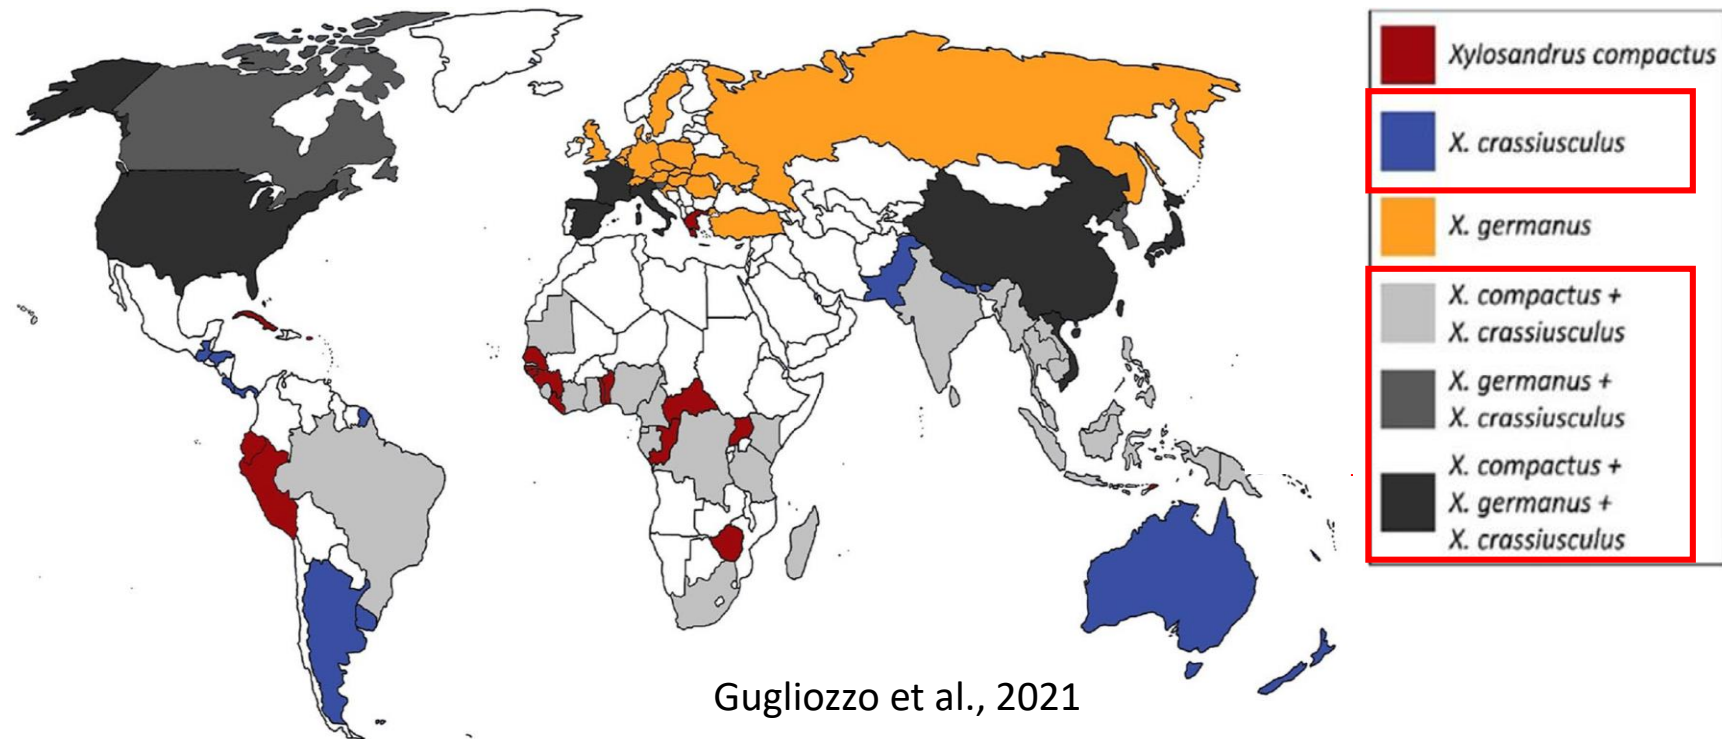 Xylosandrus compactus
X. crassiusculus
X. germanus
X. compactus +
X. crassiusculus
X. germanus +
X. crassiusculus
X. compactus +
X. germanus +
X. crassiusculus
Gugliozzo et al., 2021